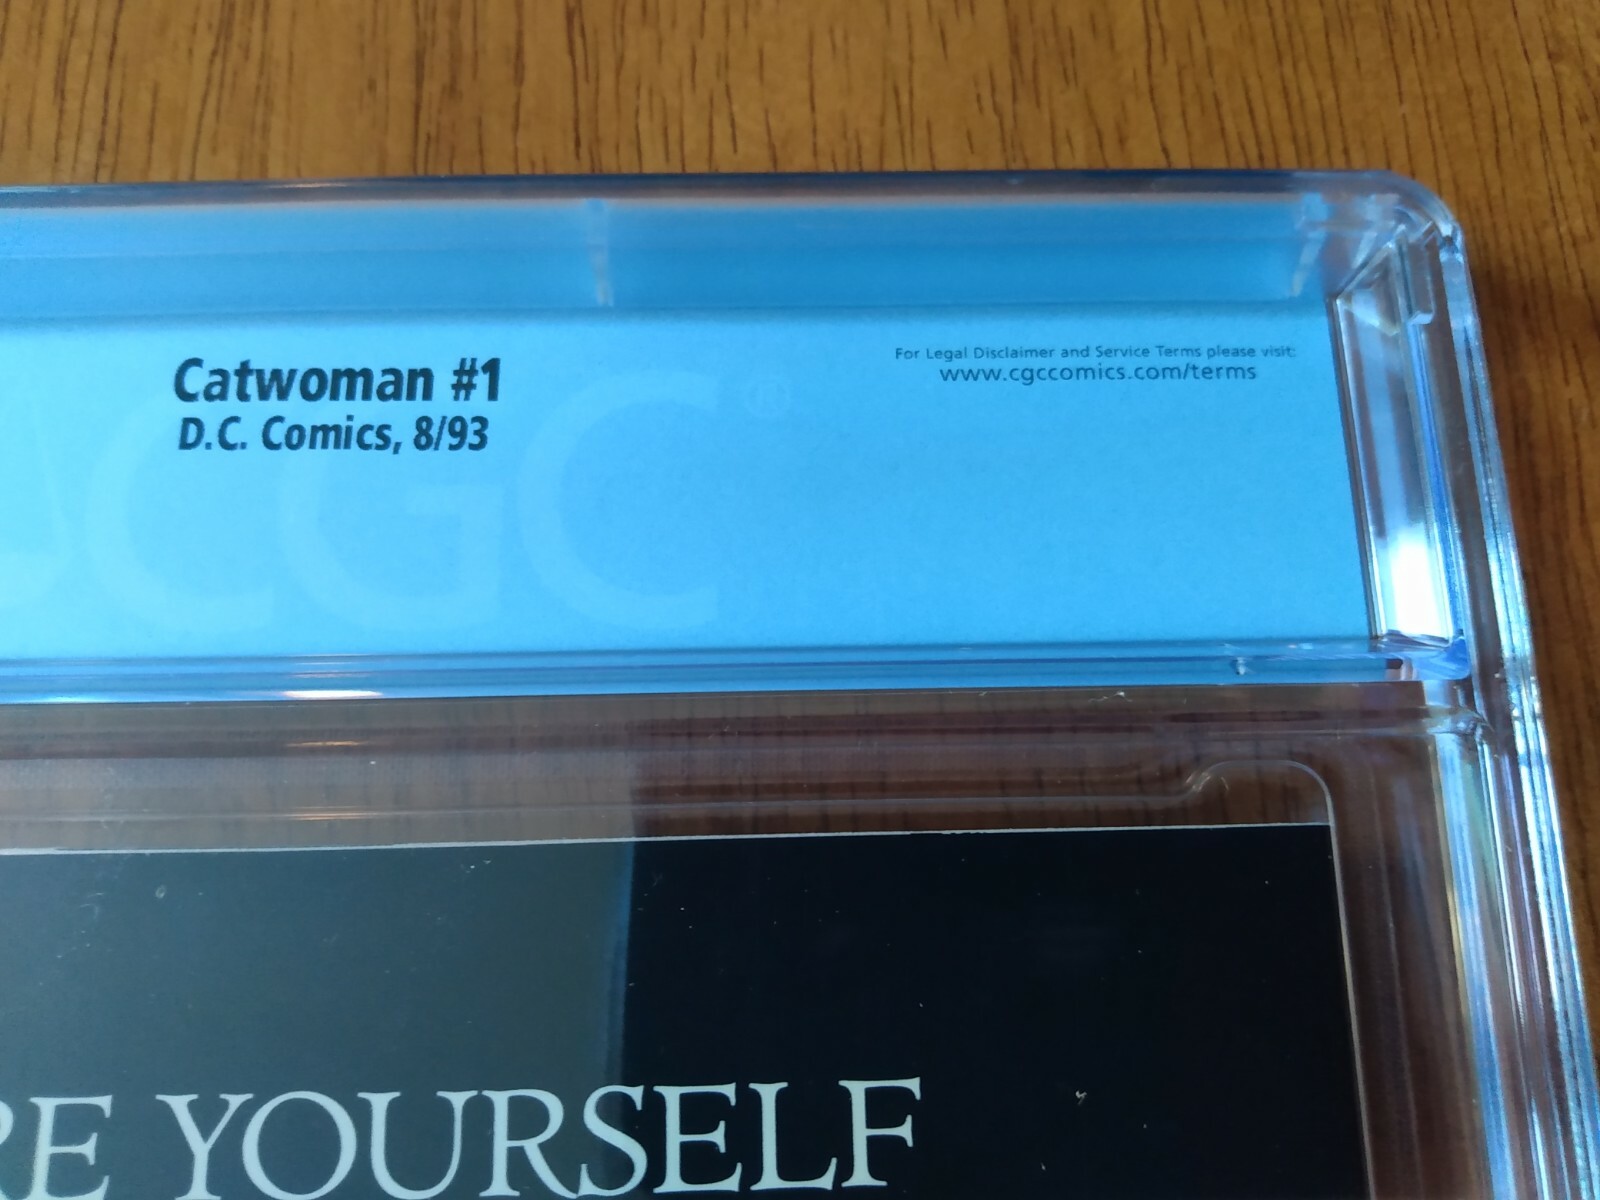 Catwoman #1
D.C. Comics, 8/93
For Legal Disclaimer and Service Terms please visit:
www.cgccomics.com/terms
CGC®
RE YOURSELF